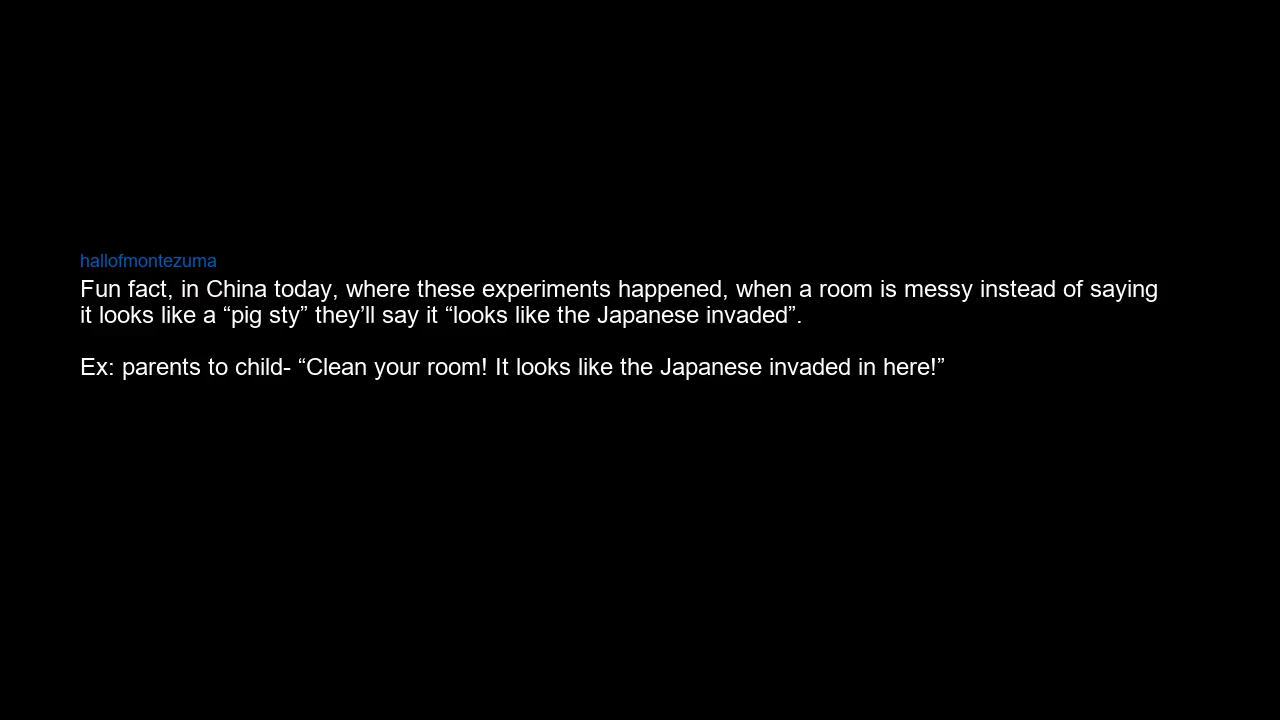 hallofmontezuma
Fun fact, in China today, where these experiments happened, when a room is messy instead of saying
it looks like a “pig sty” they’ll say it “looks like the Japanese invaded”.
Ex: parents to child- “Clean your room! It looks like the Japanese invaded in here!”